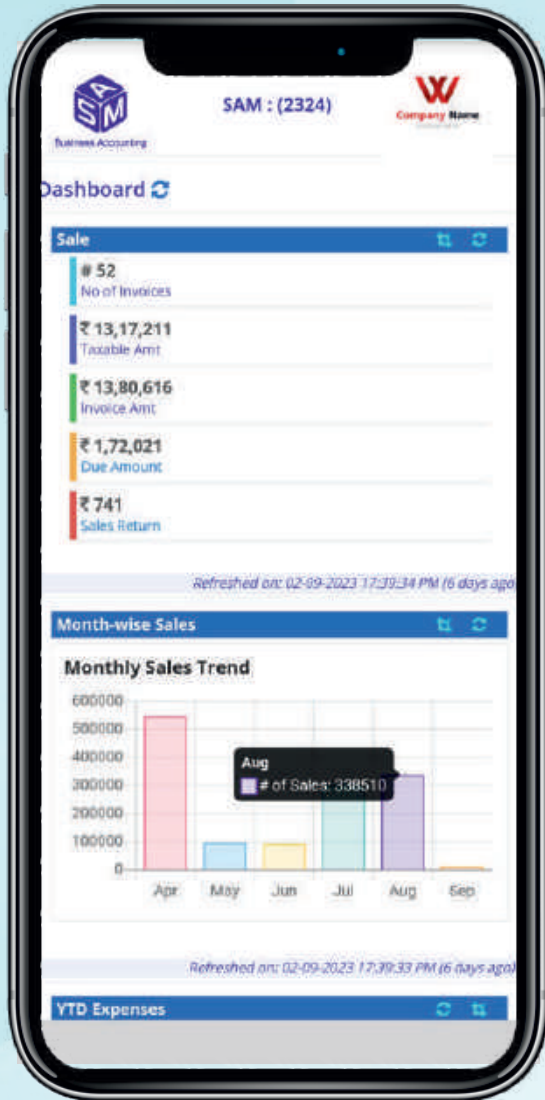 SAM
Business Accounting
SAM : (2324)
Company Name
Dashboard
Sale
# 52
No of Invoices
₹ 13,17,211
Taxable Amt
₹ 13,80,616
Invoice Amt
₹ 1,72,021
Due Amount
₹ 741
Sales Return
Refreshed on: 02-09-2023 17:39:34 PM (6 days ago)
Month-wise Sales
Monthly Sales Trend
600000
500000
400000
300000
200000
100000
0
Aug
# of Sales: 338510
Apr May Jun Jul Aug Sep
Refreshed on: 02-09-2023 17:39:33 PM (6 days ago)
YTD Expenses